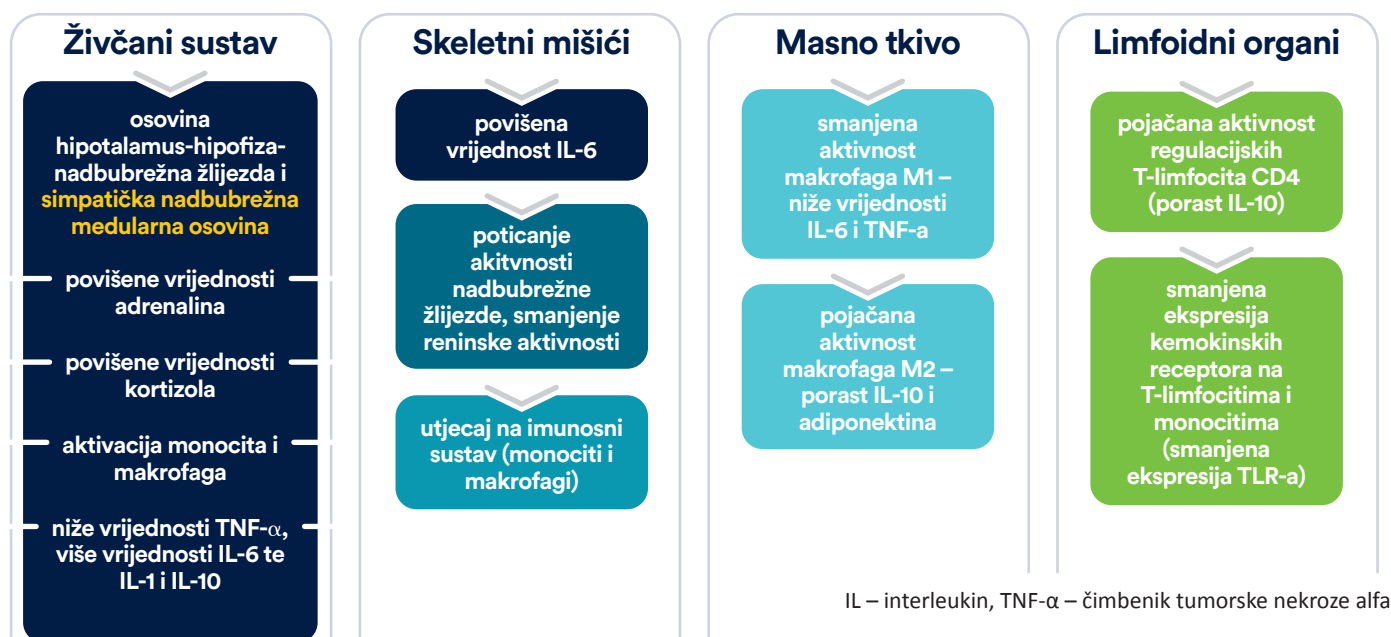 Živčani sustav
osovina
hipotalamus-hipofiza-
nadbubrežna žlijezda i
simpatička nadbubrežna
medularna osovina
povišene vrijednosti
adrenalina
povišene vrijednosti
kortizola
aktivacija monocita i
makrofaga
niže vrijednosti TNF-α,
više vrijednosti IL-6 te
IL-1 i IL-10
Skeletni mišići
povišena
vrijednost IL-6
poticanje
akitvnosti
nadbubrežne
žlijezde, smanjenje
reninske aktivnosti
utjecaj na imunosni
sustav (monociti i
makrofagi)
Masno tkivo
smanjena
aktivnost
makrofaga M1 –
niže vrijednosti
IL-6 i TNF-a
pojačana
aktivnost
makrofaga M2 –
porast IL-10 i
adiponektina
Limfoidni organi
pojačana aktivnost
regulacijskih
T-limfocita CD4
(porast IL-10)
smanjena
ekspresija
kemokinskih
receptora na
T-limfocitima i
monocitima
(smanjena
ekspresija TLR-a)
IL – interleukin, TNF-α – čimbenik tumorske nekroze alfa